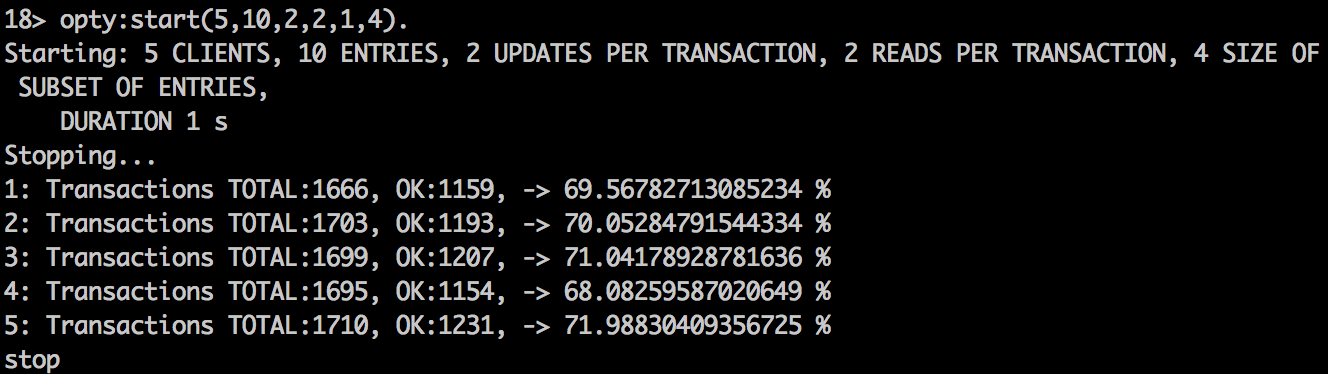 18> opty:start(5,10,2,2,1,4).
Starting: 5 CLIENTS, 10 ENTRIES, 2 UPDATES PER TRANSACTION, 2 READS PER TRANSACTION, 4 SIZE OF
SUBSET OF ENTRIES,
DURATION 1 s
Stopping...
1: Transactions TOTAL:1666, OK:1159, -> 69.56782713085234 %
2: Transactions TOTAL:1703, OK:1193, -> 70.05284791544334 %
3: Transactions TOTAL:1699, OK:1207, -> 71.04178928781636 %
4: Transactions TOTAL:1695, OK:1154, -> 68.08259587020649 %
5: Transactions TOTAL:1710, OK:1231, -> 71.98830409356725 %
stop